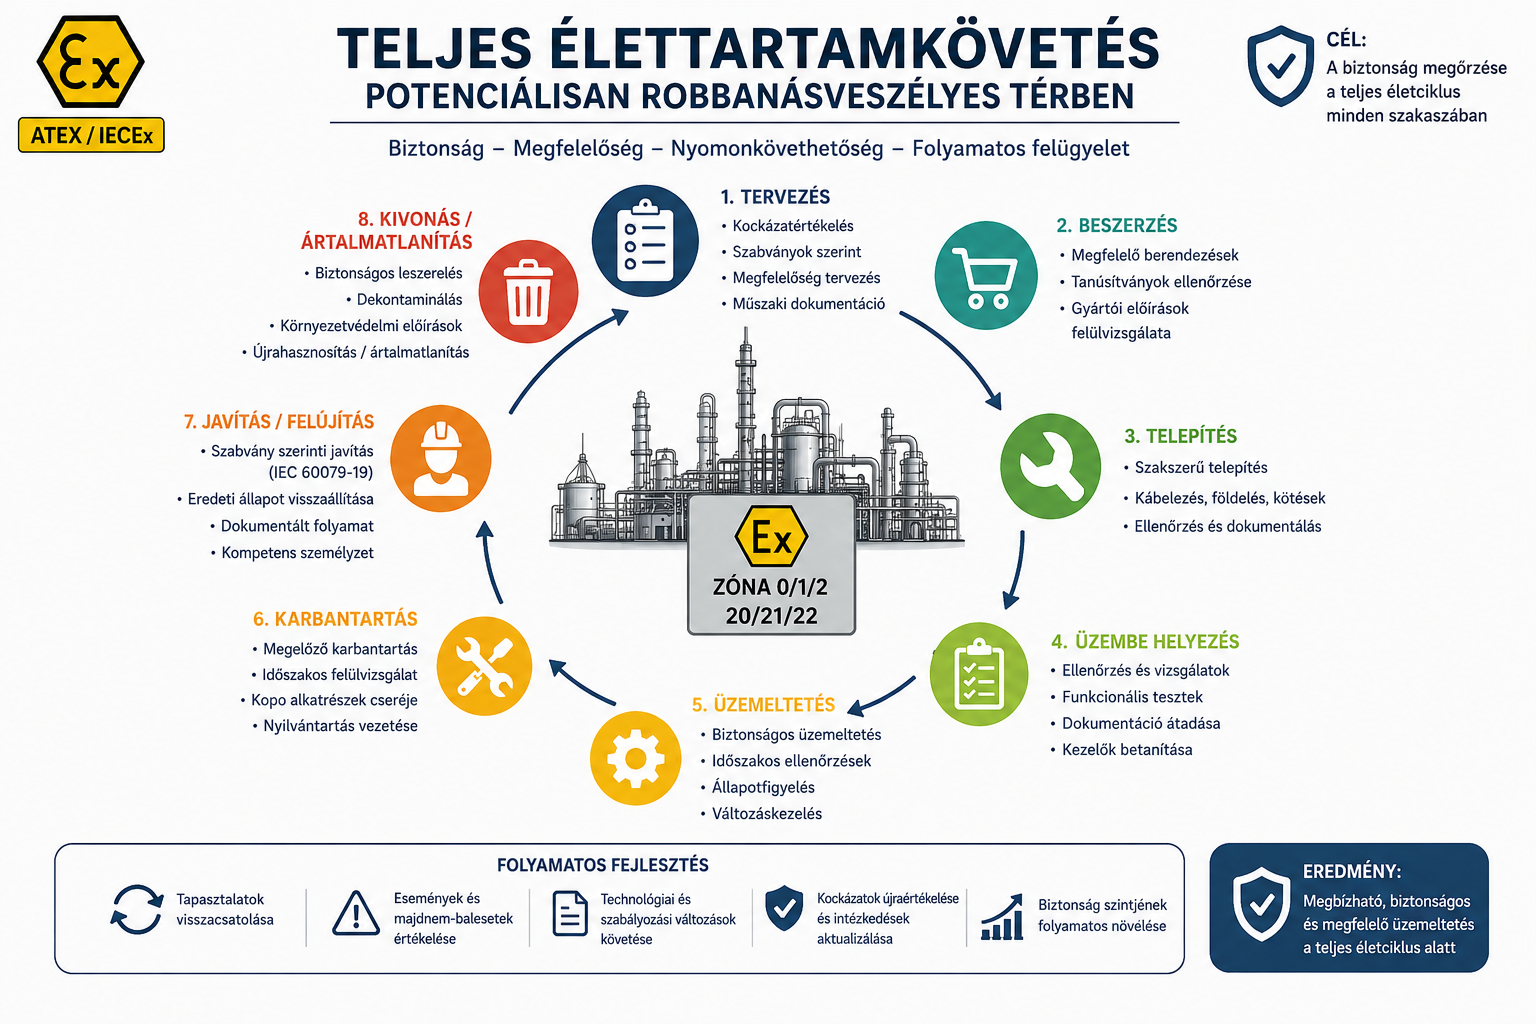 Ex
ATEX / IECEx
TELJES ÉLETTARTAMKÖVETÉS
POTENCIÁLISAN ROBBANÁSVESZÉLYES TÉRBEN
Biztonság – Megfelelőség – Nyomonkövethetőség – Folyamatos felügyelet
CÉL:
A biztonság megőrzése
a teljes életciklus
minden szakaszában
1. TERVEZÉS
• Kockázatértékelés
• Szabványok szerint
• Megfelelőség tervezés
• Műszaki dokumentáció
2. BESZERZÉS
• Megfelelő berendezések
• Tanúsítványok ellenőrzése
• Gyártói előírások
felülvizsgálata
3. TELEPÍTÉS
• Szakszerű telepítés
• Kábelezés, földelés, kötések
• Ellenőrzés és dokumentálás
4. ÜZEMBE HELYEZÉS
• Ellenőrzés és vizsgálatok
• Funkcionális tesztek
• Dokumentáció átadása
• Kezelők betanítása
5. ÜZEMELTETÉS
• Biztonságos üzemeltetés
• Időszakos ellenőrzések
• Állapotfigyelés
• Változáskezelés
6. KARBANTARTÁS
• Megelőző karbantartás
• Időszakos felülvizsgálat
• Kopo alkatrészek cseréje
• Nyilvántartás vezetése
7. JAVÍTÁS / FELÚJÍTÁS
• Szabvány szerinti javítás
(IEC 60079-19)
• Eredeti állapot visszaállítása
• Dokumentált folyamat
• Kompetens személyzet
8. KIVONÁS /
ÁRTALMATLANÍTÁS
• Biztonságos leszerelés
• Dekontaminálás
• Környezetvédelmi előírások
• Újrahasznosítás / ártalmatlanítás
Ex
ZÓNA 0/1/2
20/21/22
FOLYAMATOS FEJLESZTÉS
Tapasztalatok
visszacsatolása
Események és
majdnem-balesetek
értékelése
Technológiai és
szabályozási változások
követése
Kockázatok újraértékelése
és intézkedések
aktualizálása
Biztonság szintjének
folyamatos növelése
EREDMÉNY:
Megbízható, biztonságos
és megfelelő üzemeltetés
a teljes életciklus alatt